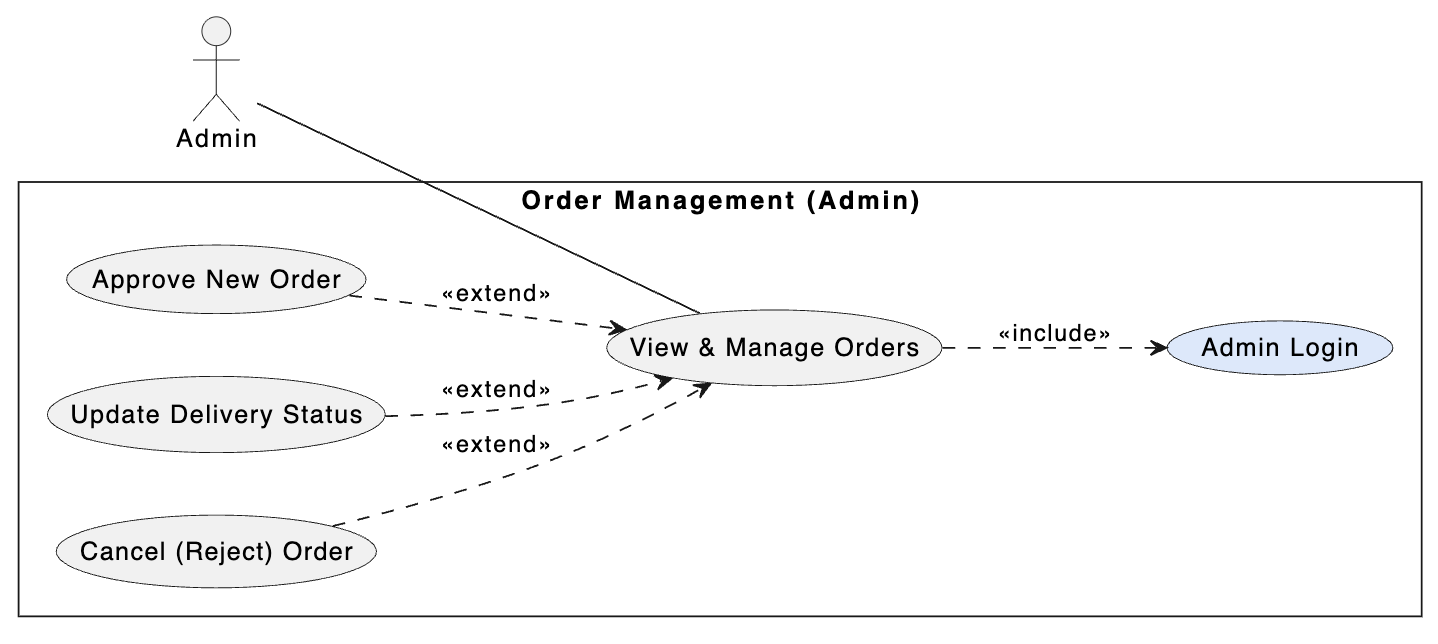 Admin
Order Management (Admin)
Approve New Order
«extend»
View & Manage Orders
«include»
Admin Login
«extend»
Update Delivery Status
«extend»
Cancel (Reject) Order